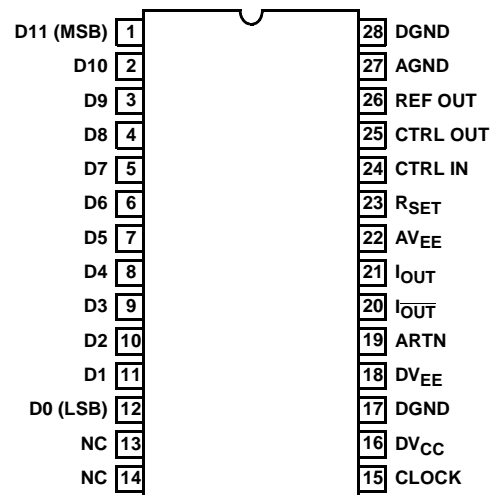 D11 (MSB) 1 28 DGND
D10 2 27 AGND
D9 3 26 REF OUT
D8 4 25 CTRL OUT
D7 5 24 CTRL IN
D6 6 23 RSET
D5 7 22 AVEE
D4 8 21 IOUT
D3 9 20 I̅O̅U̅T̅
D2 10 19 ARTN
D1 11 18 DVEE
D0 (LSB) 12 17 DGND
NC 13 16 DVCC
NC 14 15 CLOCK